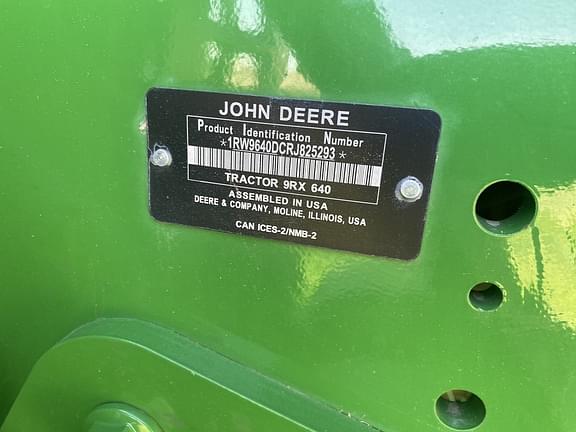 JOHN DEERE
Product Identification Number
*1RW9640DCRJ825293*
TRACTOR 9RX 640
ASSEMBLED IN USA
DEERE & COMPANY, MOLINE, ILLINOIS, USA
CAN ICES-2/NMB-2